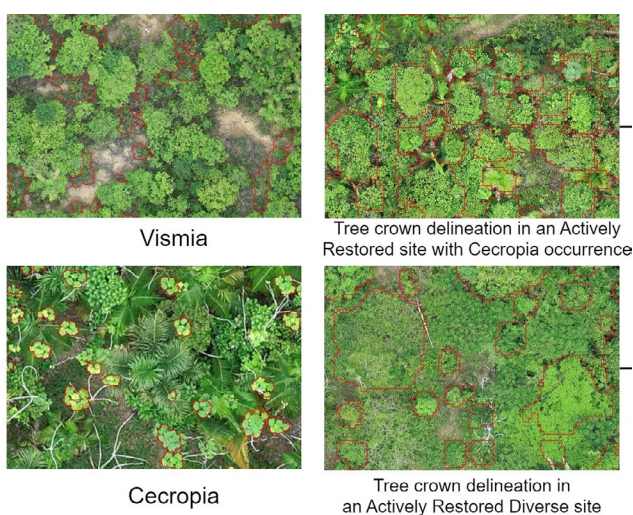 Vismia
Tree crown delineation in an Actively
Restored site with Cecropia occurrence
Cecropia
Tree crown delineation in
an Actively Restored Diverse site